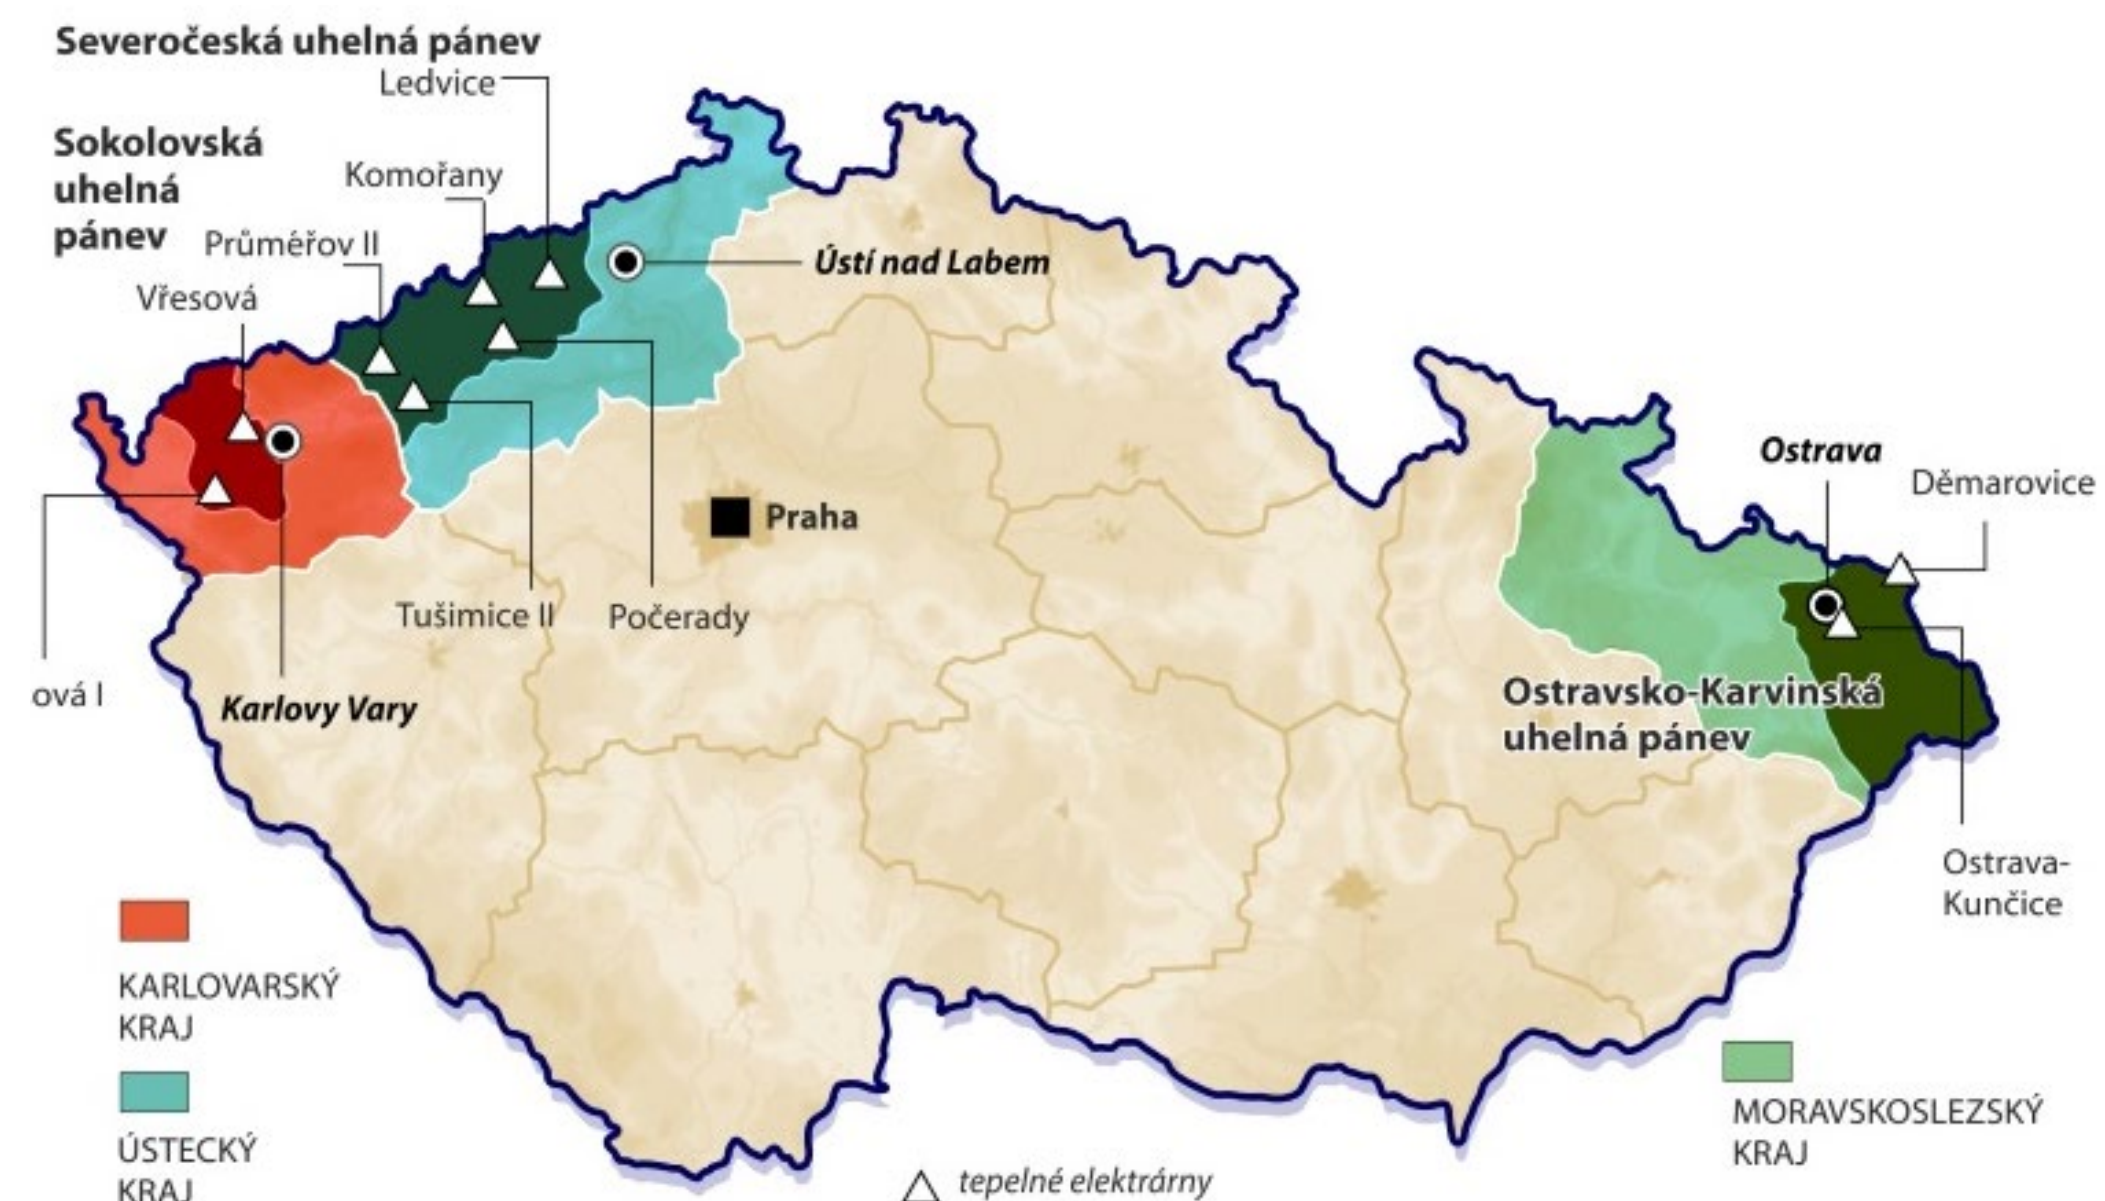 Severočeská uhelná pánev
Ledvice
Sokolovská
uhelná
pánev
Komořany
Průméřov II
Vřesová
Ústí nad Labem
Ostrava
Děmarovice
Praha
Tušimice II
Počerady
ová I
Karlovy Vary
Ostravsko-Karvinská
uhelná pánev
Ostrava-
Kunčice
KARLOVARSKÝ
KRAJ
ÚSTECKÝ
KRAJ
MORAVSKOSLEZSKÝ
KRAJ
tepelné elektrárny